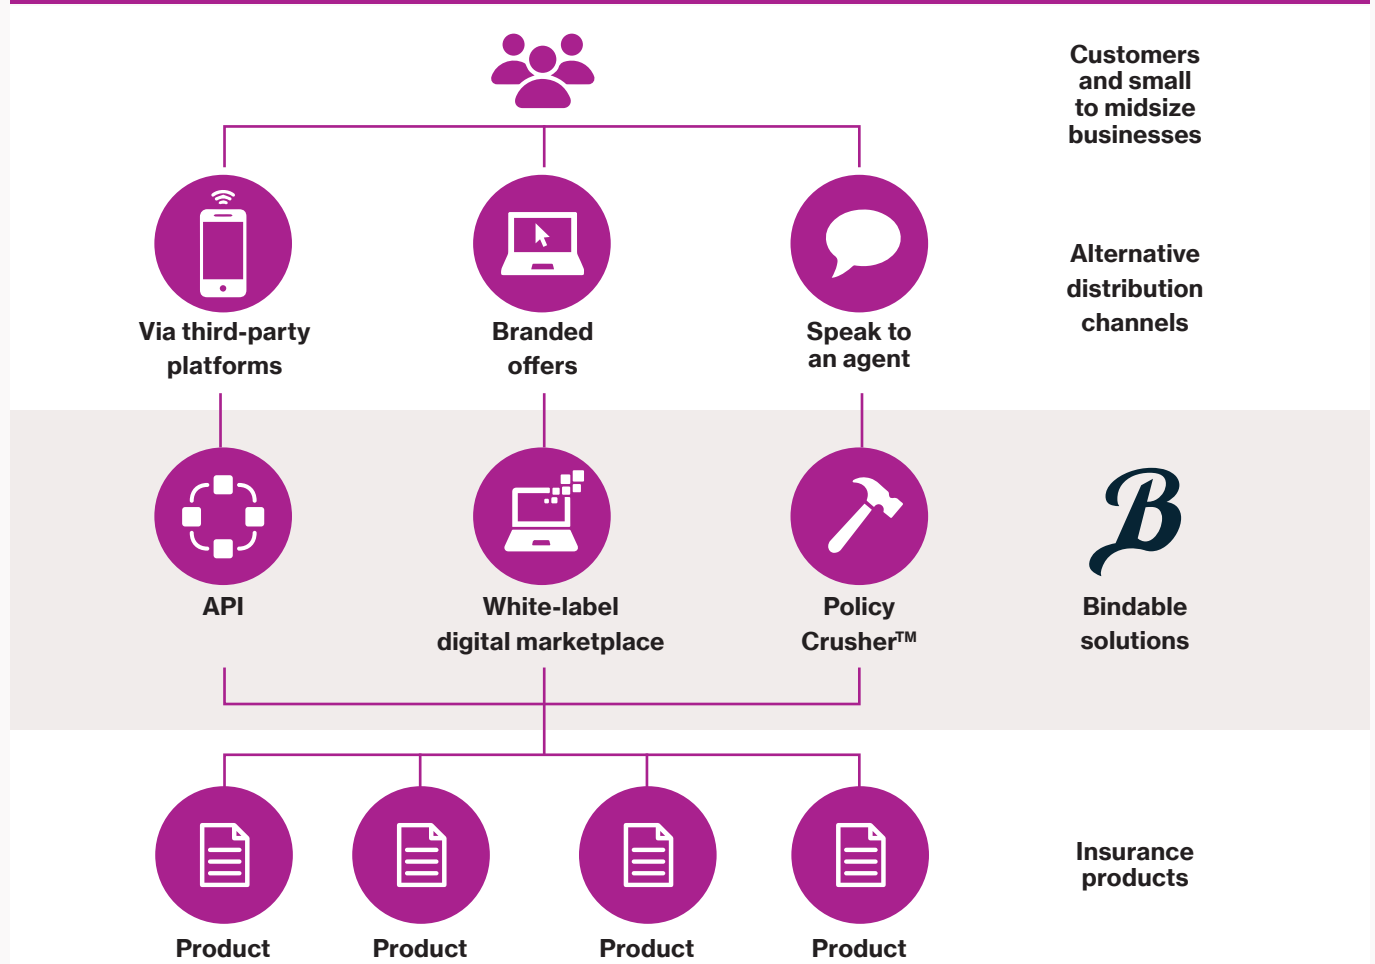 Customers
and small
to midsize
businesses
Via third-party
platforms
Branded
offers
Speak to
an agent
Alternative
distribution
channels
API
White-label
digital marketplace
Policy
Crusher™
B
Bindable
solutions
Product
Product
Product
Product
Insurance
products